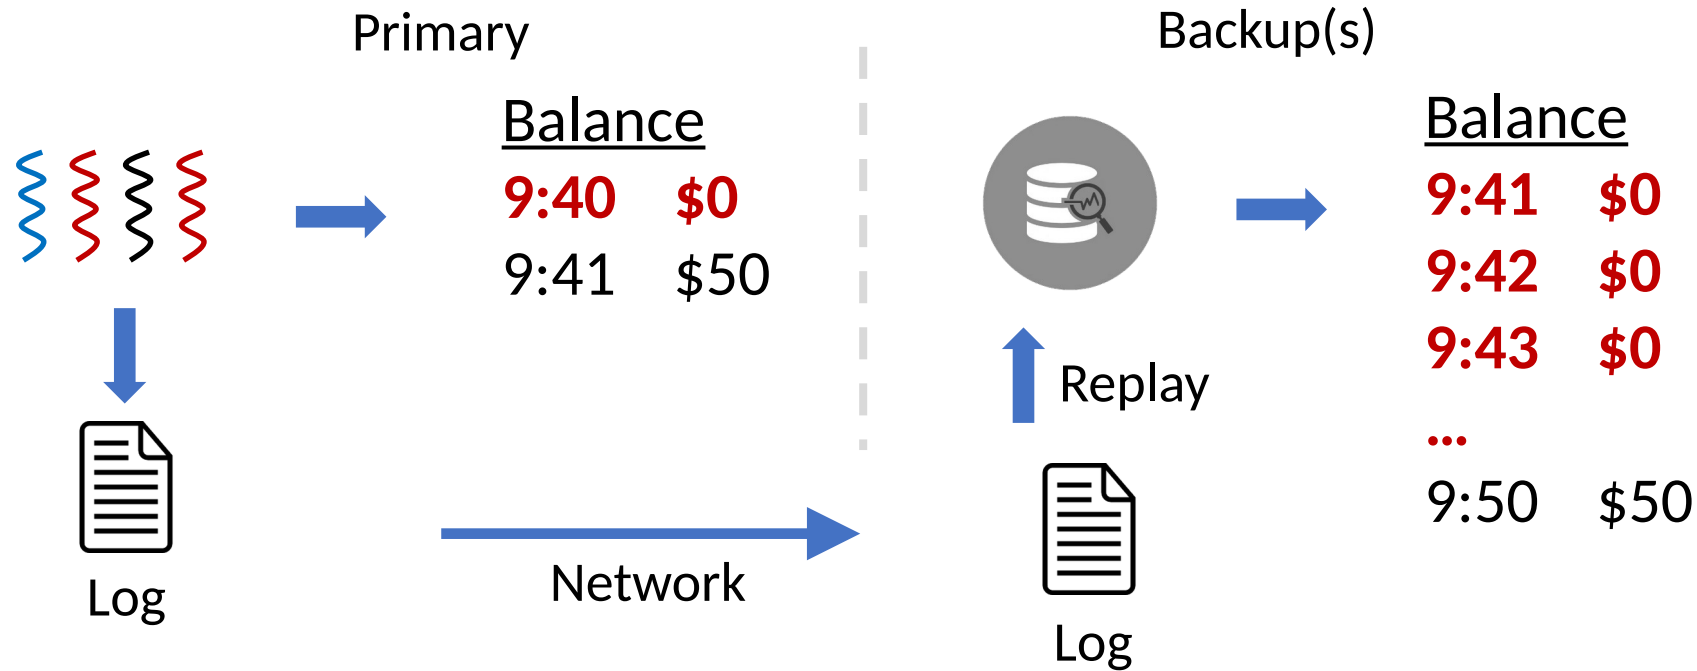 Primary
Balance
9:40 $0
9:41 $50
Log
Network
Backup(s)
Balance
9:41 $0
9:42 $0
9:43 $0
...
9:50 $50
Replay
Log